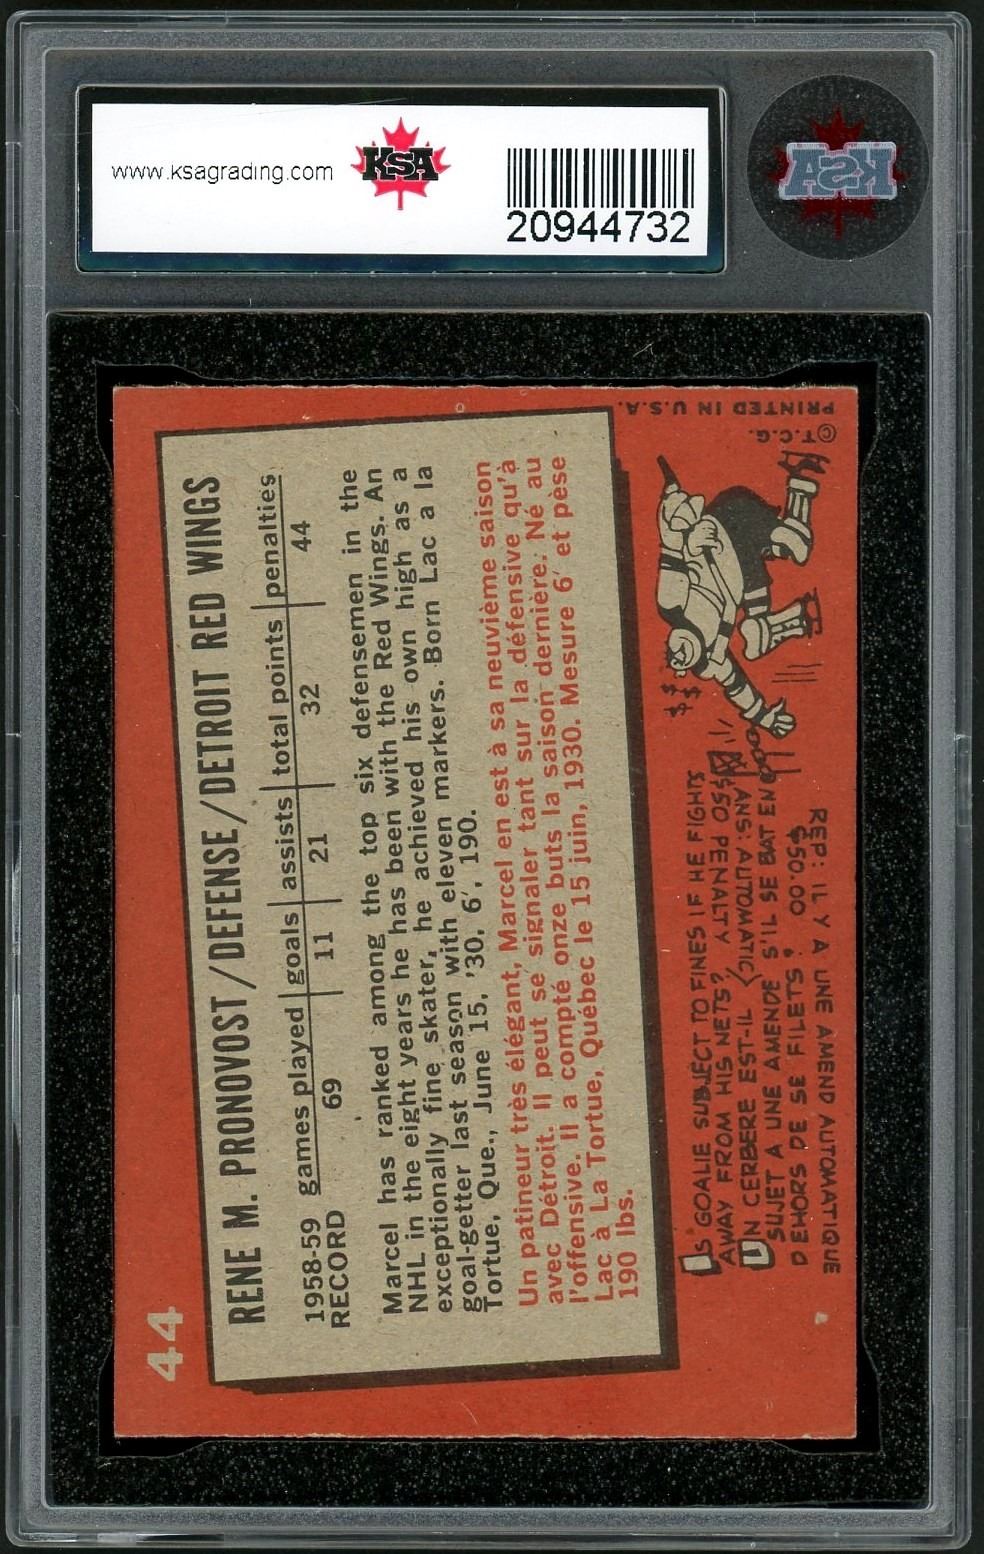 www.ksagrading.com
KSA
20944732
KSA
44
RENE M. PRONOVOST/DEFENSE/DETROIT RED WINGS
1958-59 games played goals assists total points penalties
RECORD 69 11 21 32 44
Marcel has ranked among the top six defensemen in the
NHL in the eight years he has been with the Red Wings. An
exceptionally fine skater, he achieved his own high as a
goal-getter last season with eleven markers. Born Lac a la
Tortue, Que., June 15, '30, 6', 190.
Un patineur très élégant, Marcel en est à sa neuvième saison
avec Détroit. Il peut se signaler tant sur la défensive qu'à
l'offensive. Il a compté onze buts la saison dernière. Né au
Lac à La Tortue, Québec le 15 juin, 1930. Mesure 6' et pèse
190 lbs.
IS GOALIE SUBJECT TO FINES IF HE FIGHTS
AWAY FROM HIS NETS?
ANS: AUTOMATIC
$50 PENALTY
UN CERBERE EST-IL
SUJET A UNE AMENDE S'IL SE BAT EN
DEHORS DE SE FILETS?
REP: IL Y A UNE AMEND AUTOMATIQUE
$50.00
$ $ $ $
©T.C.G.
PRINTED IN U.S.A.